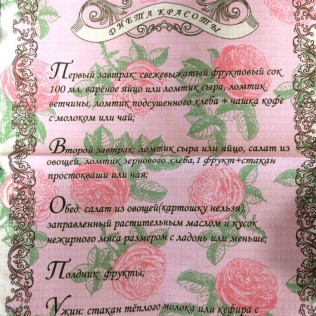 ДИЕТА КРАСОТЫ
Первый завтрак: свежевыжатый фруктовый сок
100 мл. варёное яйцо или ломтик сыра, ломтик
ветчины, ломтик подсушенного хлеба + чашка кофе
с молоком или чай;
Второй завтрак: ломтик сыра или яйцо, салат из
овощей, ломтик зернового хлеба, 1 фрукт+стакан
простокваши или чая;
Обед: салат из овощей(картошку нельзя),
заправленный растительным маслом и кусок
нежирного мяса размером с ладонь или меньше;
Полдник: фрукты;
Ужин: стакан тёплого молока или кефира с